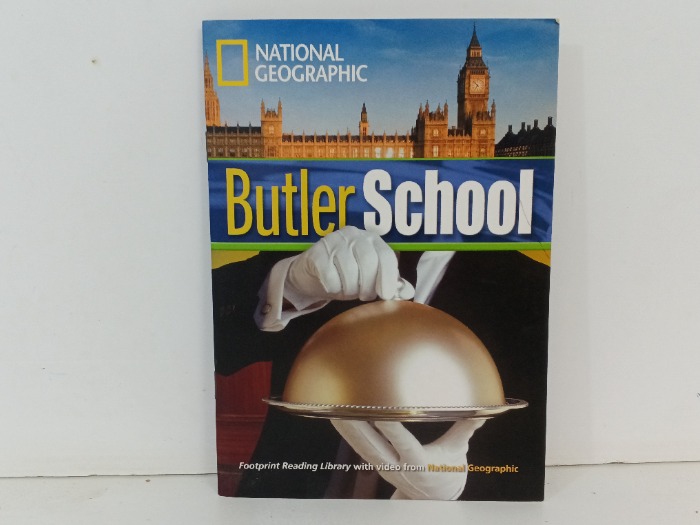 NATIONAL
GEOGRAPHIC
Butler School
Footprint Reading Library with video from National Geographic